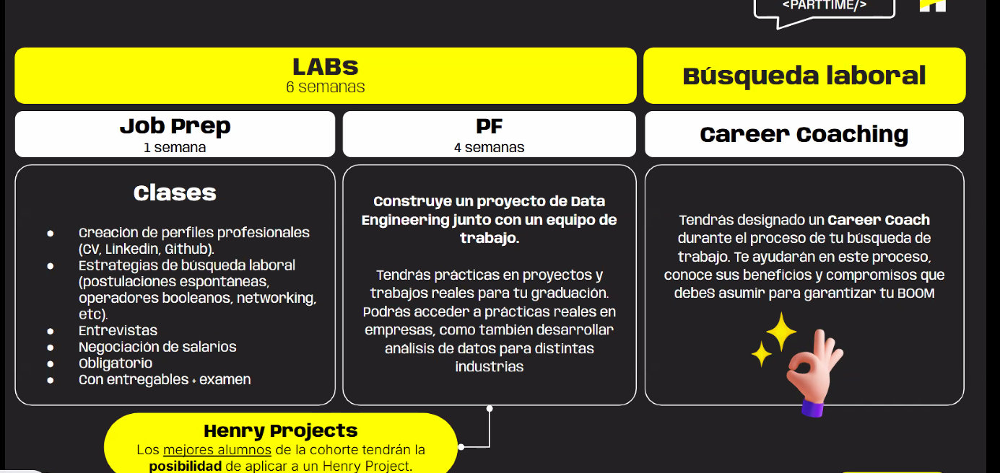 <PARTTIME/>
LABs
6 semanas
Búsqueda laboral
Job Prep
1 semana
PF
4 semanas
Career Coaching
Clases
● Creación de perfiles profesionales
(CV, Linkedin, Github).
● Estrategias de búsqueda laboral
(postulaciones espontáneas,
operadores booleanos, networking,
etc).
● Entrevistas
● Negociación de salarios
● Obligatorio
● Con entregables + examen
Construye un proyecto de Data
Engineering junto con un equipo de
trabajo.
Tendrás prácticas en proyectos y
trabajos reales para tu graduación.
Podrás acceder a prácticas reales en
empresas, como también desarrollar
análisis de datos para distintas
industrias
Tendrás designado un Career Coach
durante el proceso de tu búsqueda de
trabajo. Te ayudarán en este proceso,
conoce sus beneficios y compromisos que
debeS asumir para garantizar tu BOOM
Henry Projects
Los mejores alumnos de la cohorte tendrán la
posibilidad de aplicar a un Henry Project.